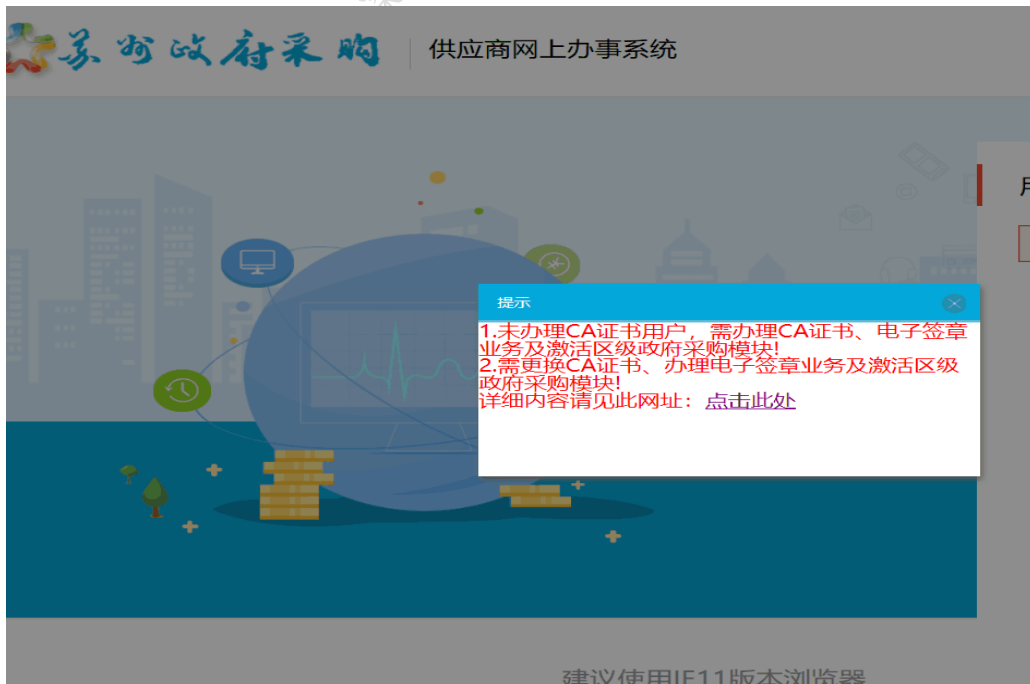 苏州政府采购
供应商网上办事系统
提示
1.未办理CA证书用户，需办理CA证书、电子签章
业务及激活区级政府采购模块!
2.需更换CA证书、办理电子签章业务及激活区级
政府采购模块!
详细内容请见此网址：点击此处
建议使用IE11版本浏览器